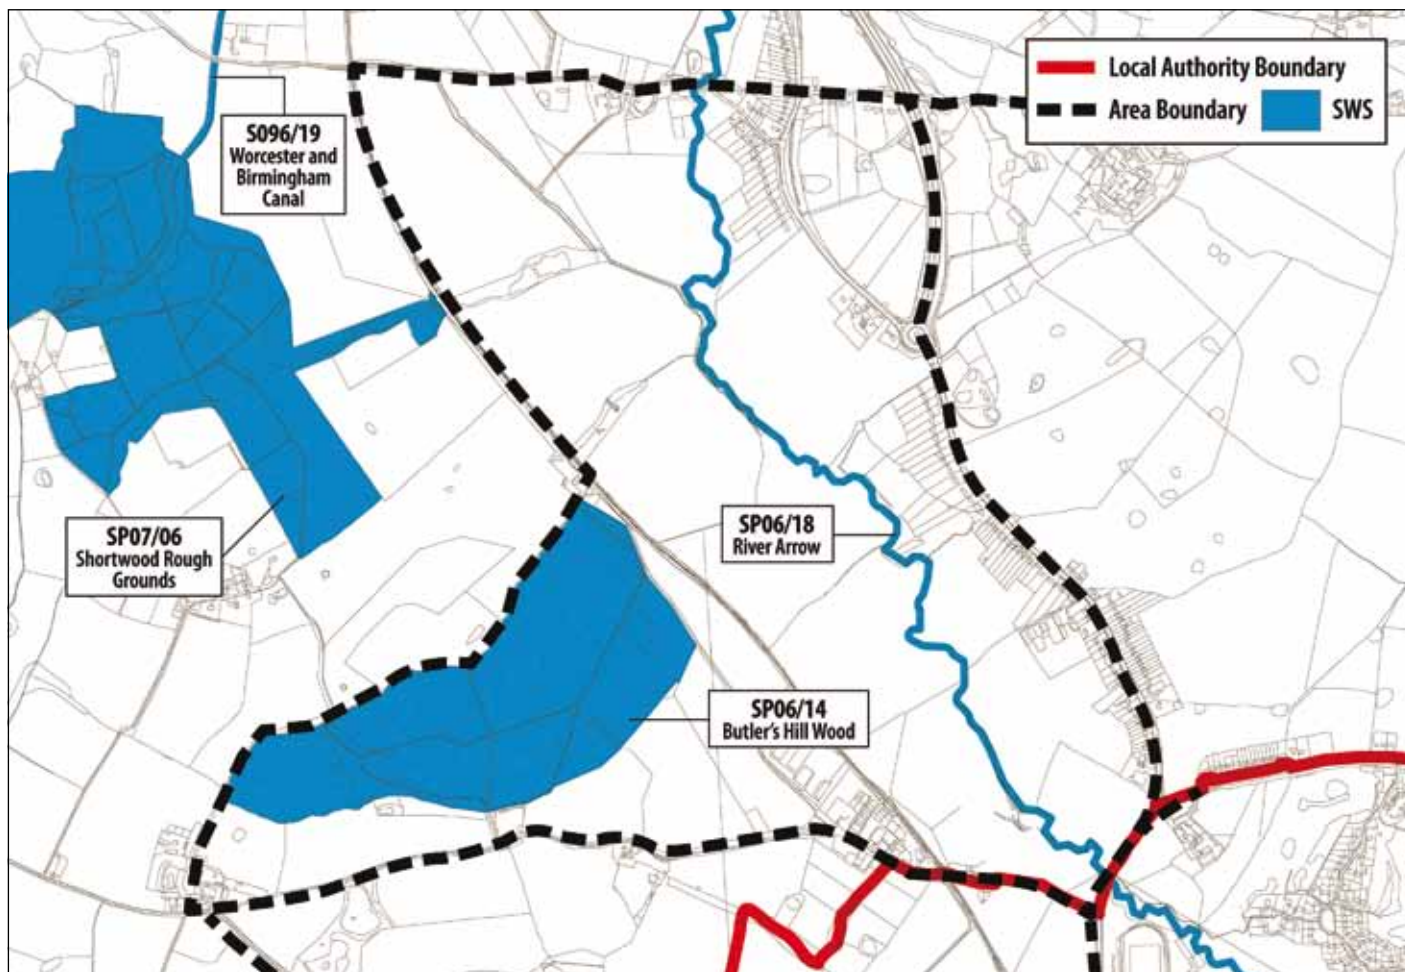 Local Authority Boundary
Area Boundary
SWS
S096/19
Worcester and
Birmingham
Canal
SP07/06
Shortwood Rough
Grounds
SP06/18
River Arrow
SP06/14
Butler's Hill Wood